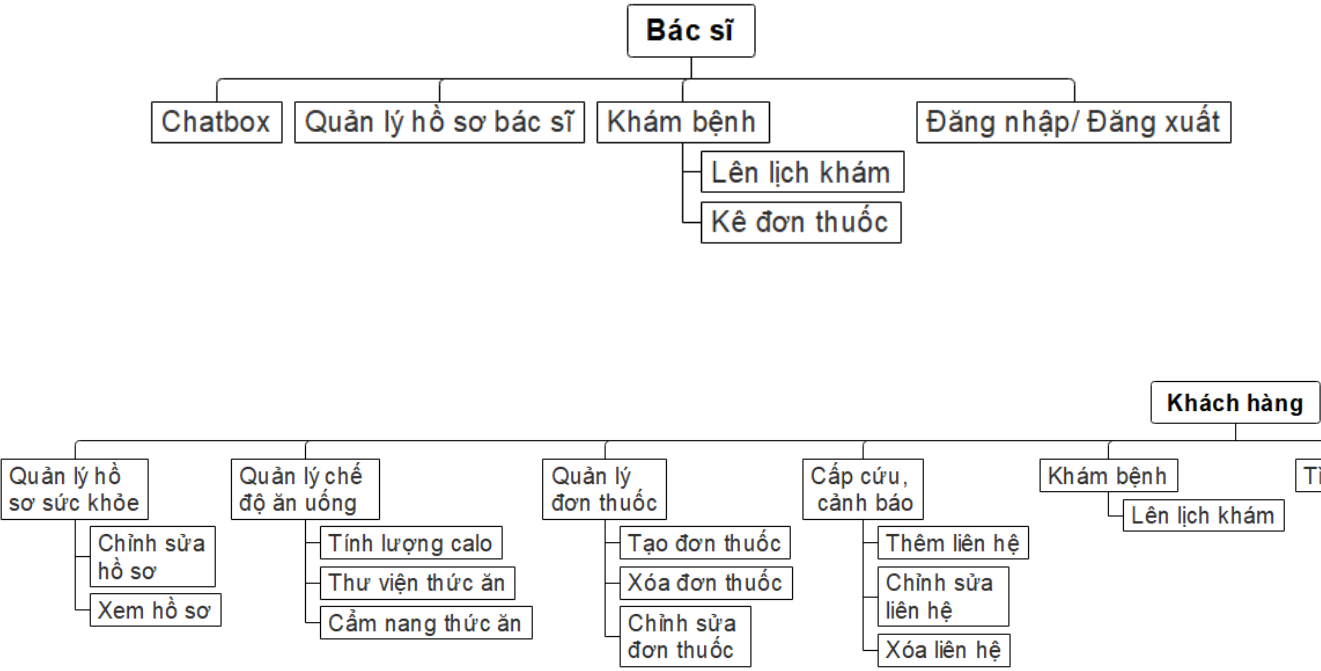 Bác sĩ
Chatbox
Quản lý hồ sơ bác sĩ
Khám bệnh
Đăng nhập/ Đăng xuất
Lên lịch khám
Kê đơn thuốc
Khách hàng
Quản lý hồ
sơ sức khỏe
Chỉnh sửa
hồ sơ
Xem hồ sơ
Quản lý chế
độ ăn uống
Tính lượng calo
Thư viện thức ăn
Cẩm nang thức ăn
Quản lý
đơn thuốc
Tạo đơn thuốc
Xóa đơn thuốc
Chỉnh sửa
đơn thuốc
Cấp cứu,
cảnh báo
Thêm liên hệ
Chỉnh sửa
liên hệ
Xóa liên hệ
Khám bệnh
Lên lịch khám